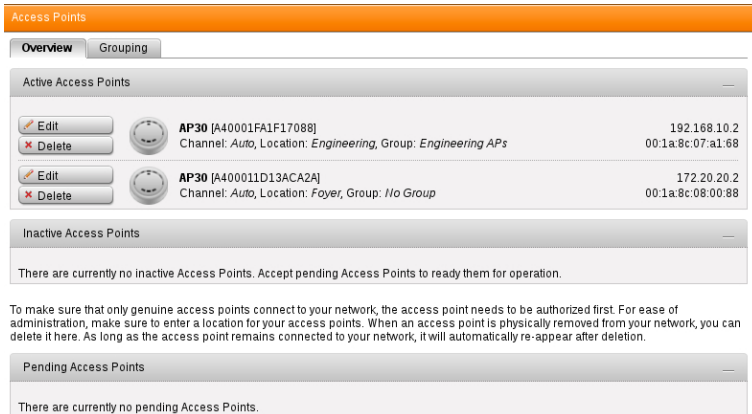 Access Points
Overview
Grouping
Active Access Points
Edit
Delete
AP30 [A40001FA1F17088]
192.168.10.2
Channel: Auto, Location: Engineering, Group: Engineering APs
00:1a:8c:07:a1:68
Edit
Delete
AP30 [A400011D13ACA2A]
172.20.20.2
Channel: Auto, Location: Foyer, Group: No Group
00:1a:8c:08:00:88
Inactive Access Points
There are currently no inactive Access Points. Accept pending Access Points to ready them for operation.
To make sure that only genuine access points connect to your network, the access point needs to be authorized first. For ease of
administration, make sure to enter a location for your access points. When an access point is physically removed from your network, you can
delete it here. As long as the access point remains connected to your network, it will automatically re-appear after deletion.
Pending Access Points
There are currently no pending Access Points.